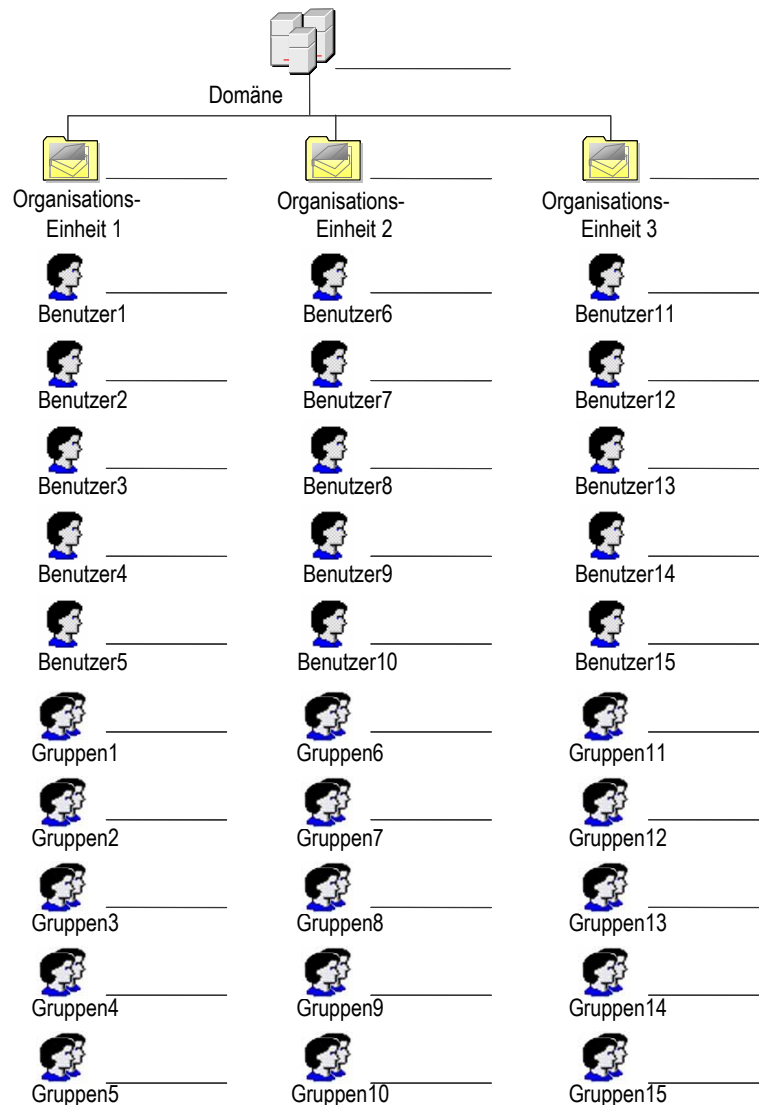 Domäne
Organisations-
Einheit 1
Organisations-
Einheit 2
Organisations-
Einheit 3
Benutzer1
Benutzer6
Benutzer11
Benutzer2
Benutzer7
Benutzer12
Benutzer3
Benutzer8
Benutzer13
Benutzer4
Benutzer9
Benutzer14
Benutzer5
Benutzer10
Benutzer15
Gruppen1
Gruppen6
Gruppen11
Gruppen2
Gruppen7
Gruppen12
Gruppen3
Gruppen8
Gruppen13
Gruppen4
Gruppen9
Gruppen14
Gruppen5
Gruppen10
Gruppen15